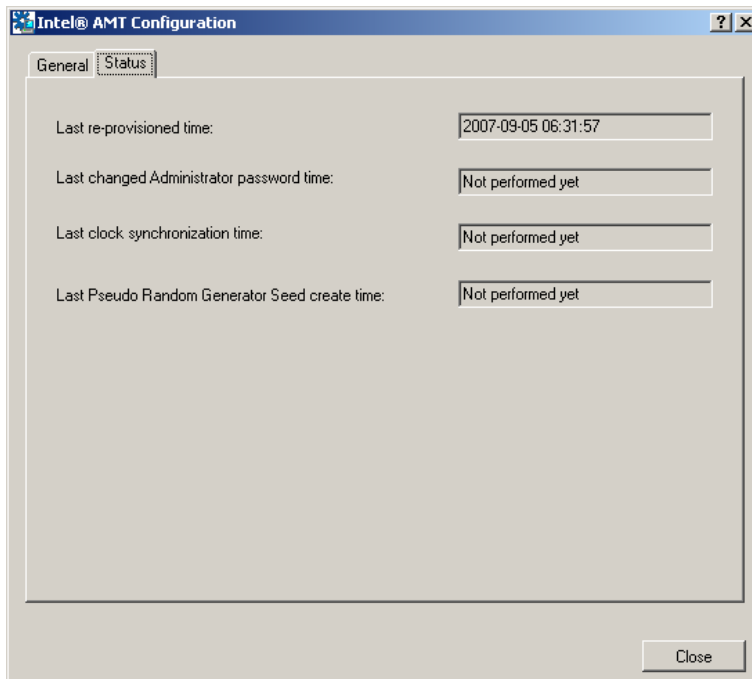 Intel® AMT Configuration
General Status
Last re-provisioned time: 2007-09-05 06:31:57
Last changed Administrator password time: Not performed yet
Last clock synchronization time: Not performed yet
Last Pseudo Random Generator Seed create time: Not performed yet
Close